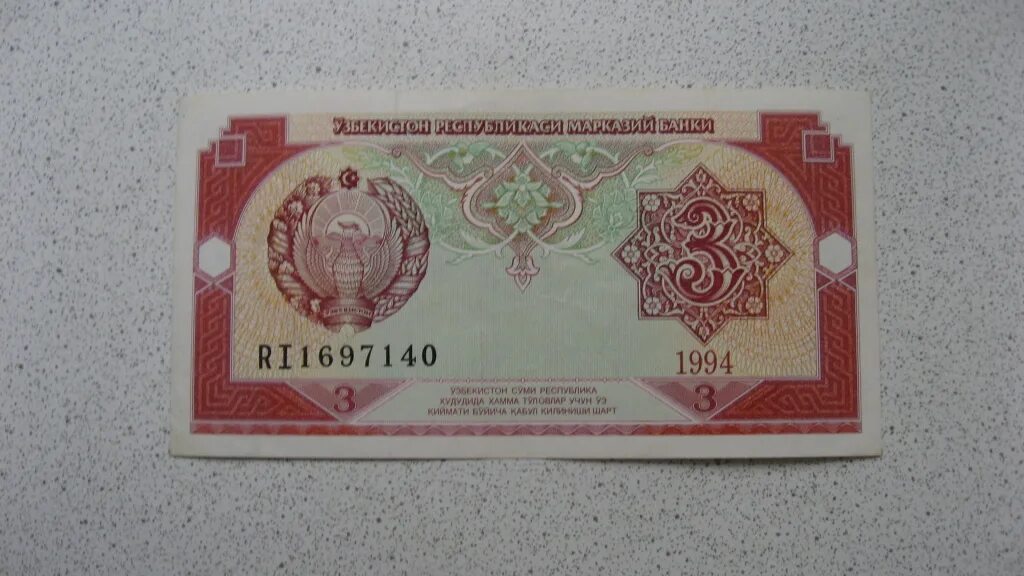 ЎЗБЕКИСТОН РЕСПУБЛИКАСИ МАРКАЗИЙ БАНКИ
3
RI1697140
1994
3
ЎЗБЕКИСТОН СЎМИ РЕСПУБЛИКА
ҲУДУДИДА ҲАММА ТЎЛОВЛАР УЧУН ЎЗ
ҚИЙМАТИ БЎЙИЧА ҚАБУЛ ҚИЛИНИШИ ШАРТ
3